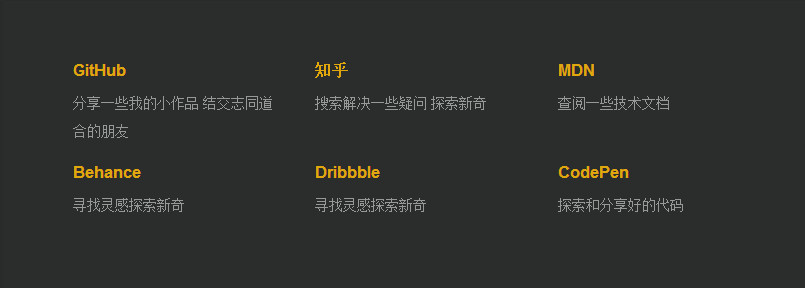 GitHub
分享一些我的小作品 结交志同道
合的朋友
知乎
搜索解决一些疑问 探索新奇
MDN
查阅一些技术文档
Behance
寻找灵感探索新奇
Dribbble
寻找灵感探索新奇
CodePen
探索和分享好的代码